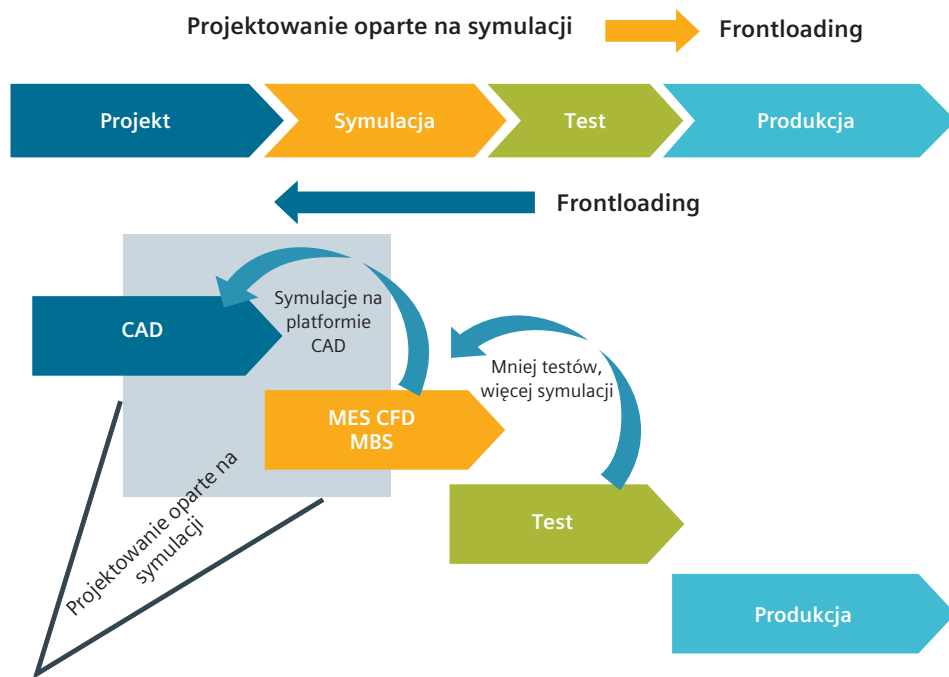 Projektowanie oparte na symulacji
Frontloading
Projekt
Symulacja
Test
Produkcja
Frontloading
CAD
Symulacje na
platformie
CAD
Mniej testów,
więcej symulacji
MES CFD
MBS
Projektowanie oparte na
symulacji
Test
Produkcja